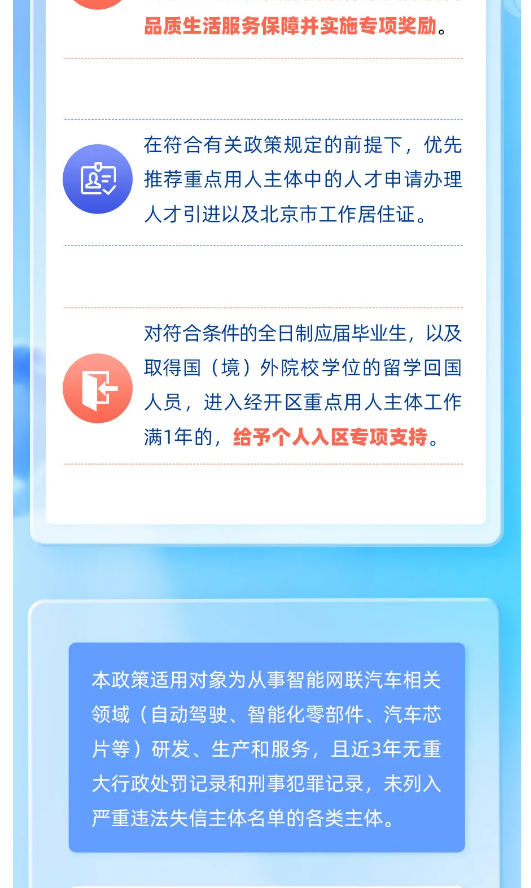 品质生活服务保障并实施专项奖励。
在符合有关政策规定的前提下，优先
推荐重点用人主体中的人才申请办理
人才引进以及北京市工作居住证。
对符合条件的全日制应届毕业生，以及
取得国（境）外院校学位的留学回国
人员，进入经开区重点用人主体工作
满1年的，给予个人入区专项支持。
本政策适用对象为从事智能网联汽车相关
领域（自动驾驶、智能化零部件、汽车芯
片等）研发、生产和服务，且近3年无重
大行政处罚记录和刑事犯罪记录，未列入
严重违法失信主体名单的各类主体。